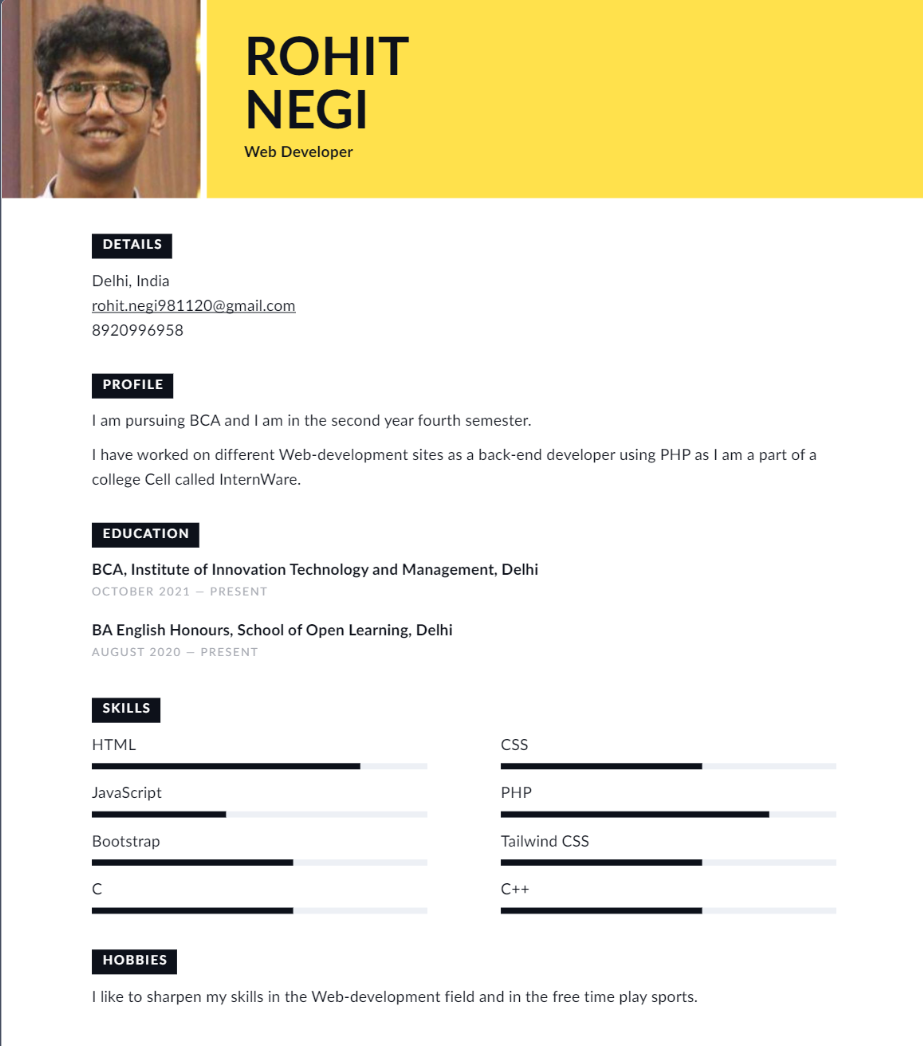 ROHIT
NEGI
Web Developer
DETAILS
Delhi, India
rohit.negi981120@gmail.com
8920996958
PROFILE
I am pursuing BCA and I am in the second year fourth semester.
I have worked on different Web-development sites as a back-end developer using PHP as I am a part of a
college Cell called InternWare.
EDUCATION
BCA, Institute of Innovation Technology and Management, Delhi
OCTOBER 2021 — PRESENT
BA English Honours, School of Open Learning, Delhi
AUGUST 2020 — PRESENT
SKILLS
HTML
CSS
JavaScript
PHP
Bootstrap
Tailwind CSS
C
C++
HOBBIES
I like to sharpen my skills in the Web-development field and in the free time play sports.